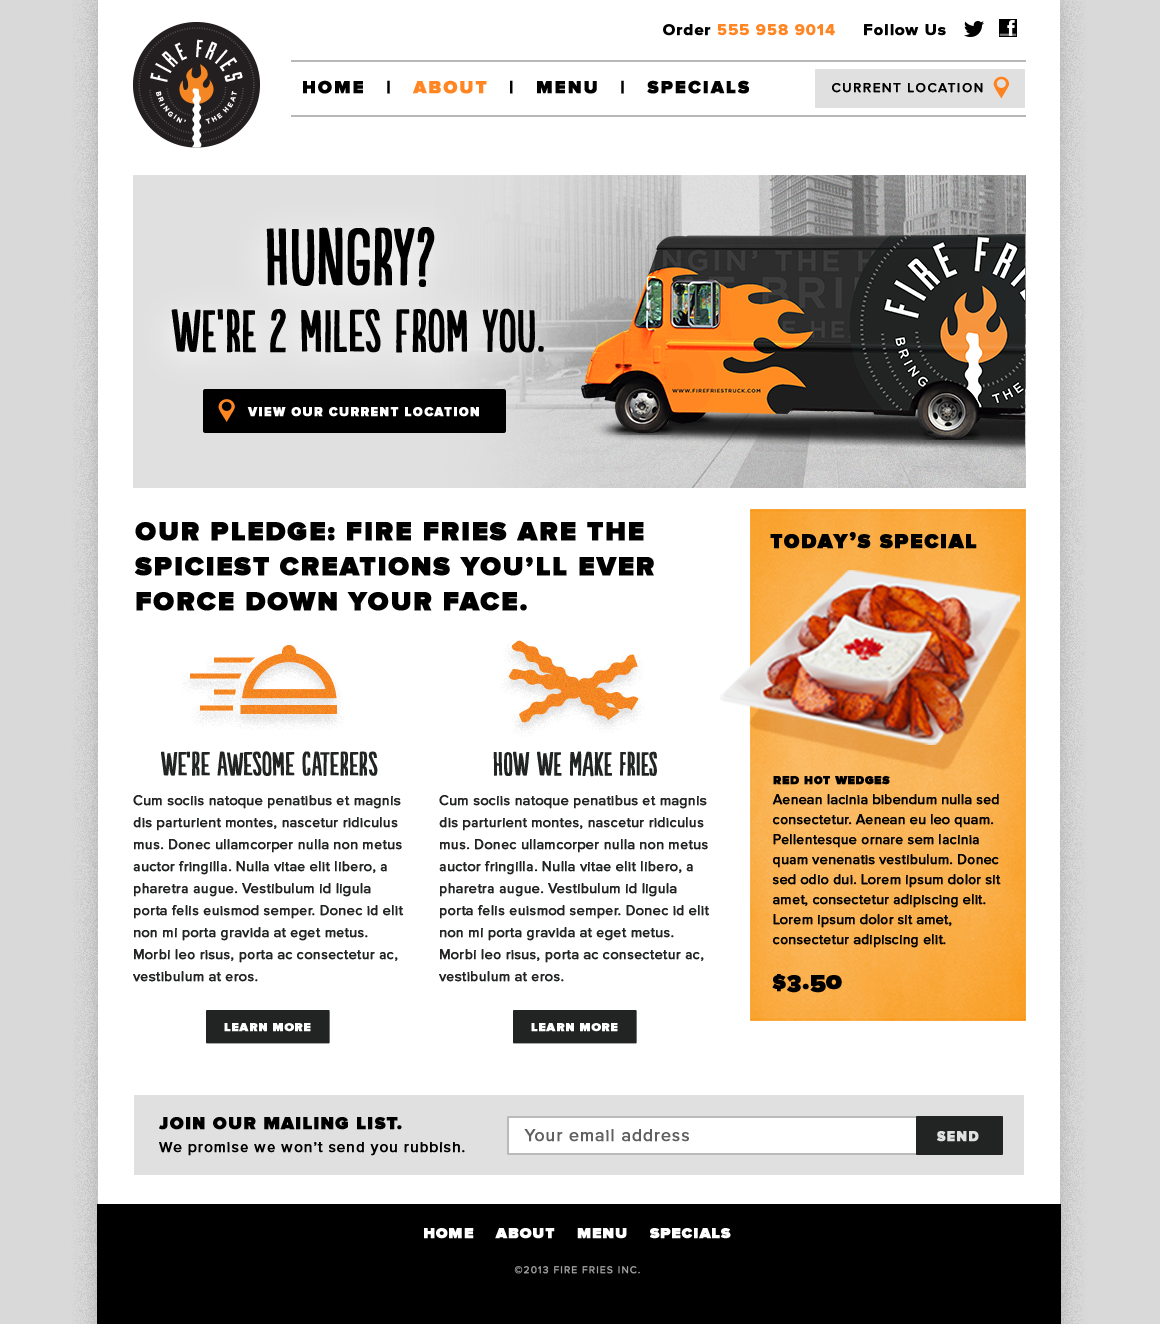 FIRE FRIES
BRINGIN' THE HEAT
Order 555 958 9014
Follow Us
HOME | ABOUT | MENU | SPECIALS
CURRENT LOCATION
HUNGRY?
WE'RE 2 MILES FROM YOU.
VIEW OUR CURRENT LOCATION
NGIN' THE H
BRI
E HE
FIRE FRI
BRING
THE
WWW.FIREFRIESTRUCK.COM
OUR PLEDGE: FIRE FRIES ARE THE
SPICIEST CREATIONS YOU’LL EVER
FORCE DOWN YOUR FACE.
WE'RE AWESOME CATERERS
Cum sociis natoque penatibus et magnis
dis parturient montes, nascetur ridiculus
mus. Donec ullamcorper nulla non metus
auctor fringilla. Nulla vitae elit libero, a
pharetra augue. Vestibulum id ligula
porta felis euismod semper. Donec id elit
non mi porta gravida at eget metus.
Morbi leo risus, porta ac consectetur ac,
vestibulum at eros.
LEARN MORE
HOW WE MAKE FRIES
Cum sociis natoque penatibus et magnis
dis parturient montes, nascetur ridiculus
mus. Donec ullamcorper nulla non metus
auctor fringilla. Nulla vitae elit libero, a
pharetra augue. Vestibulum id ligula
porta felis euismod semper. Donec id elit
non mi porta gravida at eget metus.
Morbi leo risus, porta ac consectetur ac,
vestibulum at eros.
LEARN MORE
TODAY’S SPECIAL
RED HOT WEDGES
Aenean lacinia bibendum nulla sed
consectetur. Aenean eu leo quam.
Pellentesque ornare sem lacinia
quam venenatis vestibulum. Donec
sed odio dui. Lorem ipsum dolor sit
amet, consectetur adipiscing elit.
Lorem ipsum dolor sit amet,
consectetur adipiscing elit.
$3.50
JOIN OUR MAILING LIST.
We promise we won’t send you rubbish.
Your email address
SEND
HOME ABOUT MENU SPECIALS
©2013 FIRE FRIES INC.